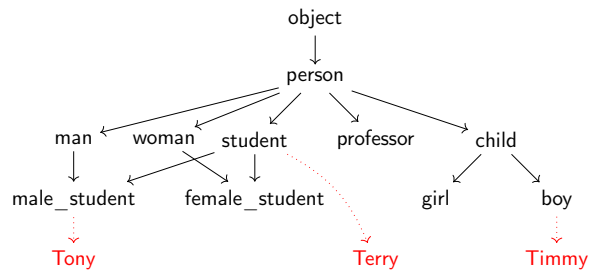 object
person
man woman student professor child
male_student female_student girl boy
Tony Terry Timmy